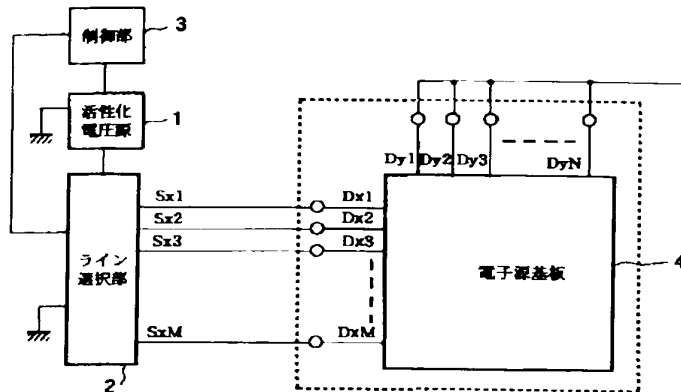 3
制御部
活性化
電圧源
1
Dy1 Dy2 Dy3 DyN
Sx1 Dx1
Sx2 Dx2
Sx3 Dx3
ライン
選択部
電子源基板
4
SxM DxM
2